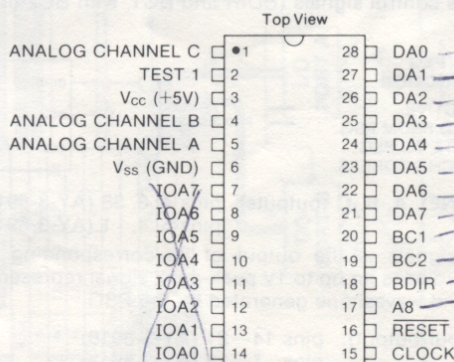 Top View
ANALOG CHANNEL C 1 28 DA0
TEST 1 2 27 DA1
Vcc (+5V) 3 26 DA2
ANALOG CHANNEL B 4 25 DA3
ANALOG CHANNEL A 5 24 DA4
Vss (GND) 6 23 DA5
IOA7 7 22 DA6
IOA6 8 21 DA7
IOA5 9 20 BC1
IOA4 10 19 BC2
IOA3 11 18 BDIR
IOA2 12 17 A8
IOA1 13 16 RESET
IOA0 14 15 CLOCK